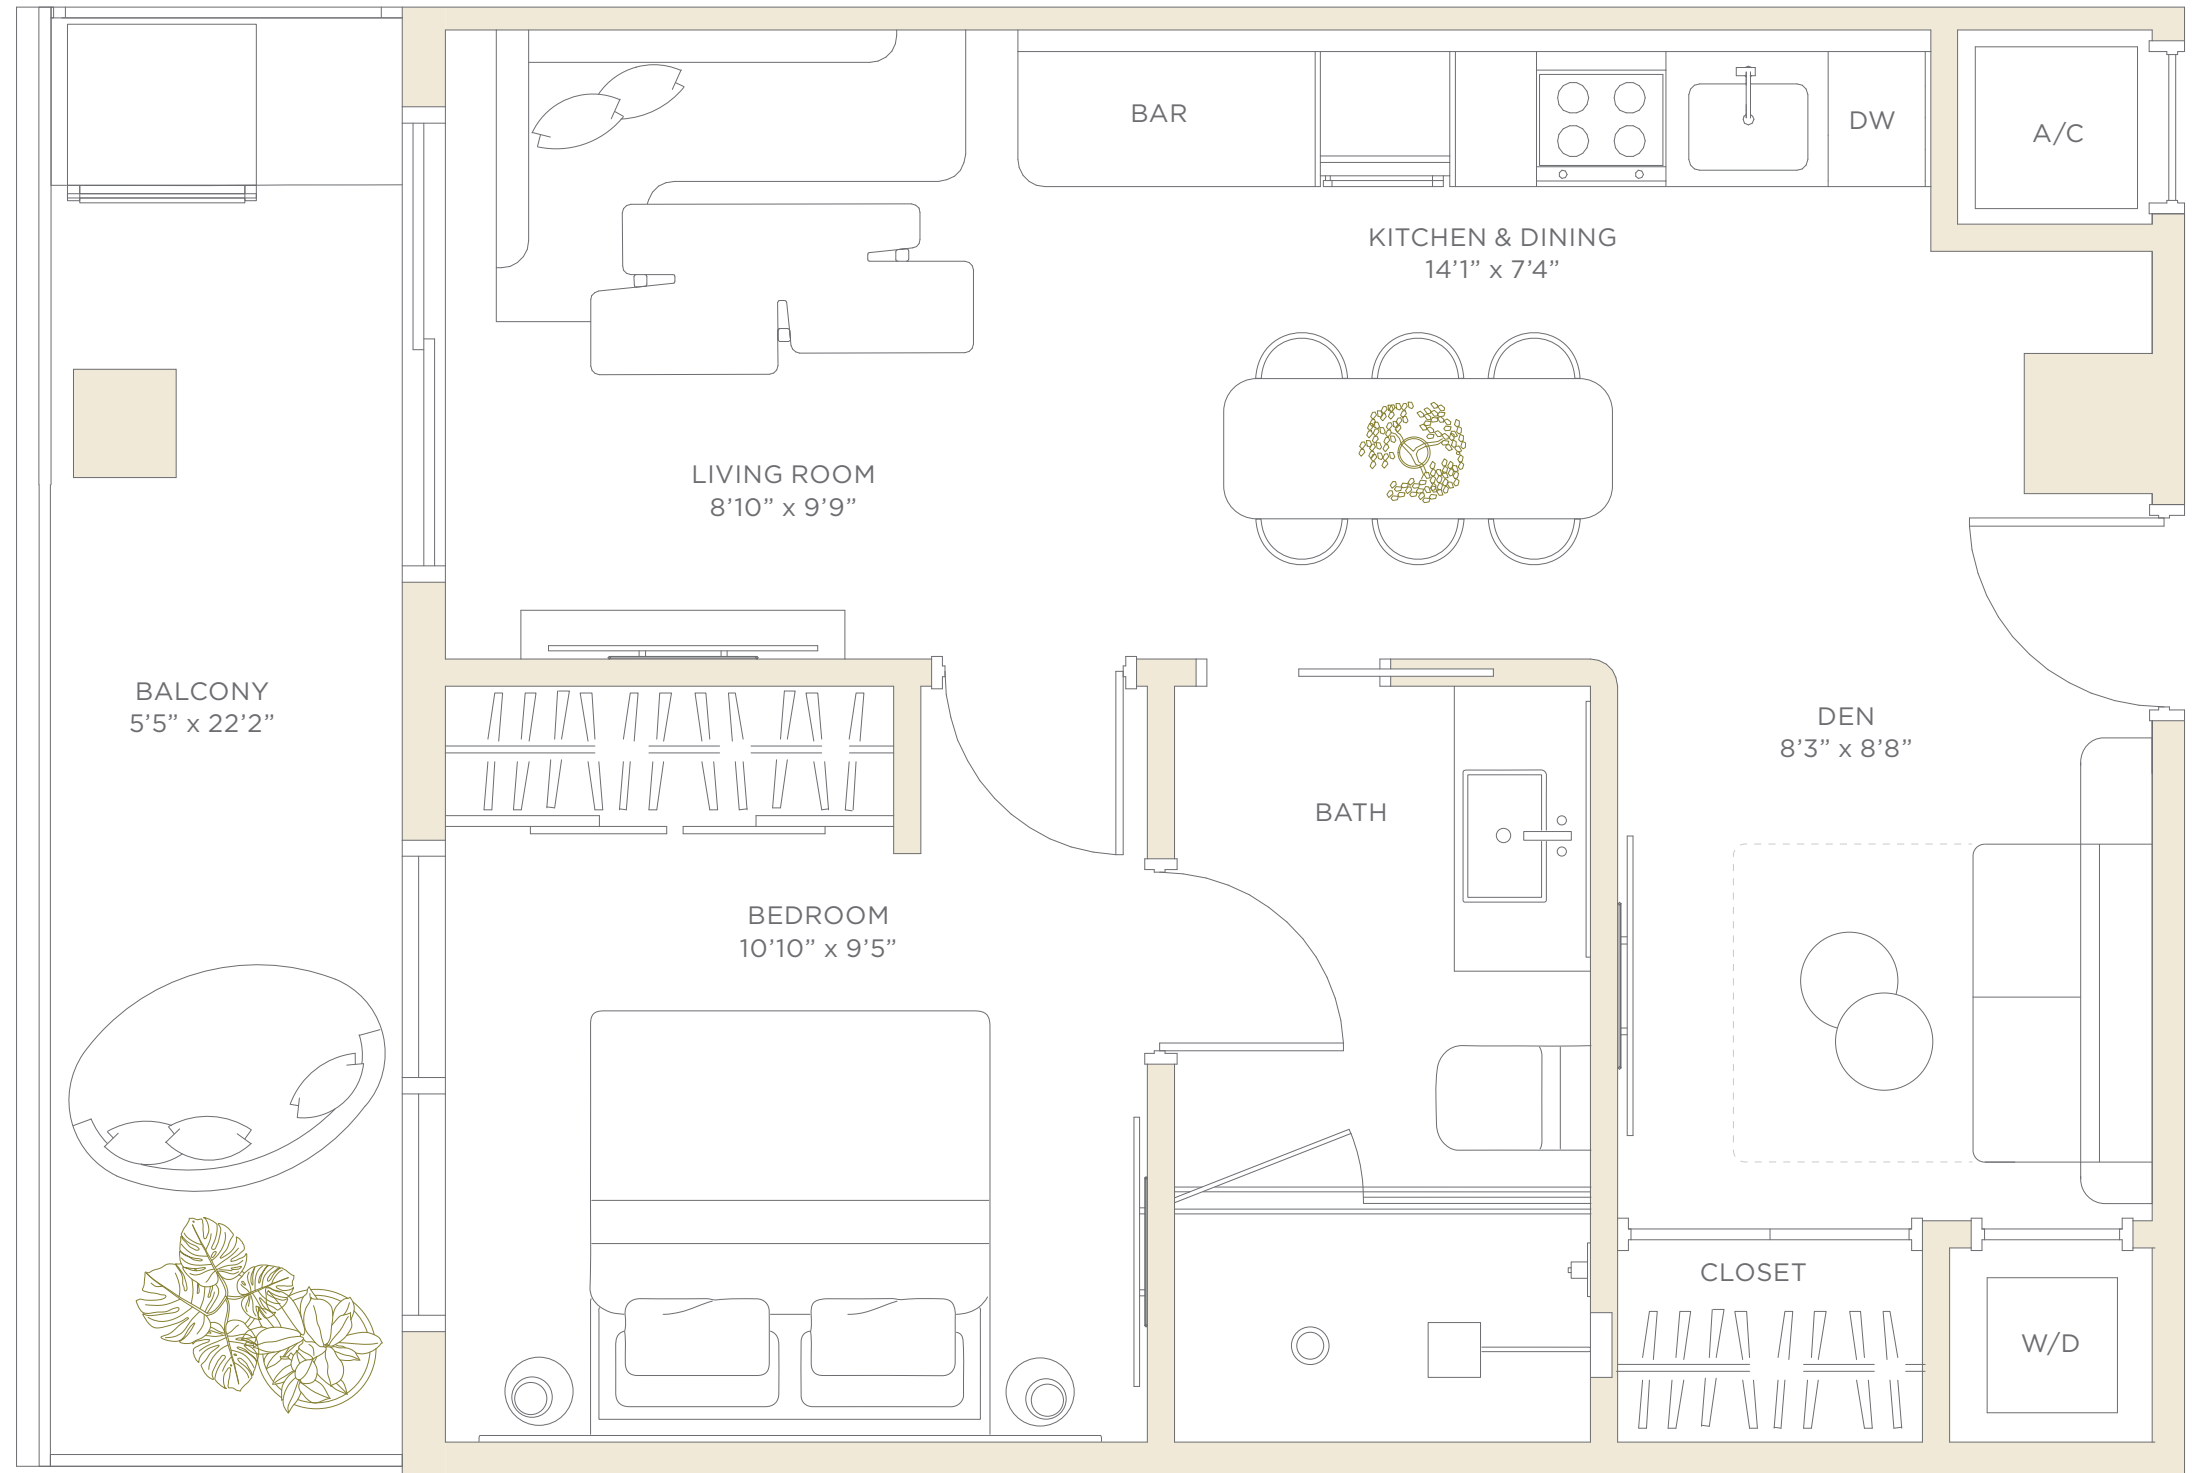 BAR
DW
A/C
KITCHEN & DINING
14’1” x 7’4”
LIVING ROOM
8’10” x 9’9”
BALCONY
5’5” x 22’2”
DEN
8’3” x 8’8”
BATH
BEDROOM
10’10” x 9’5”
CLOSET
W/D